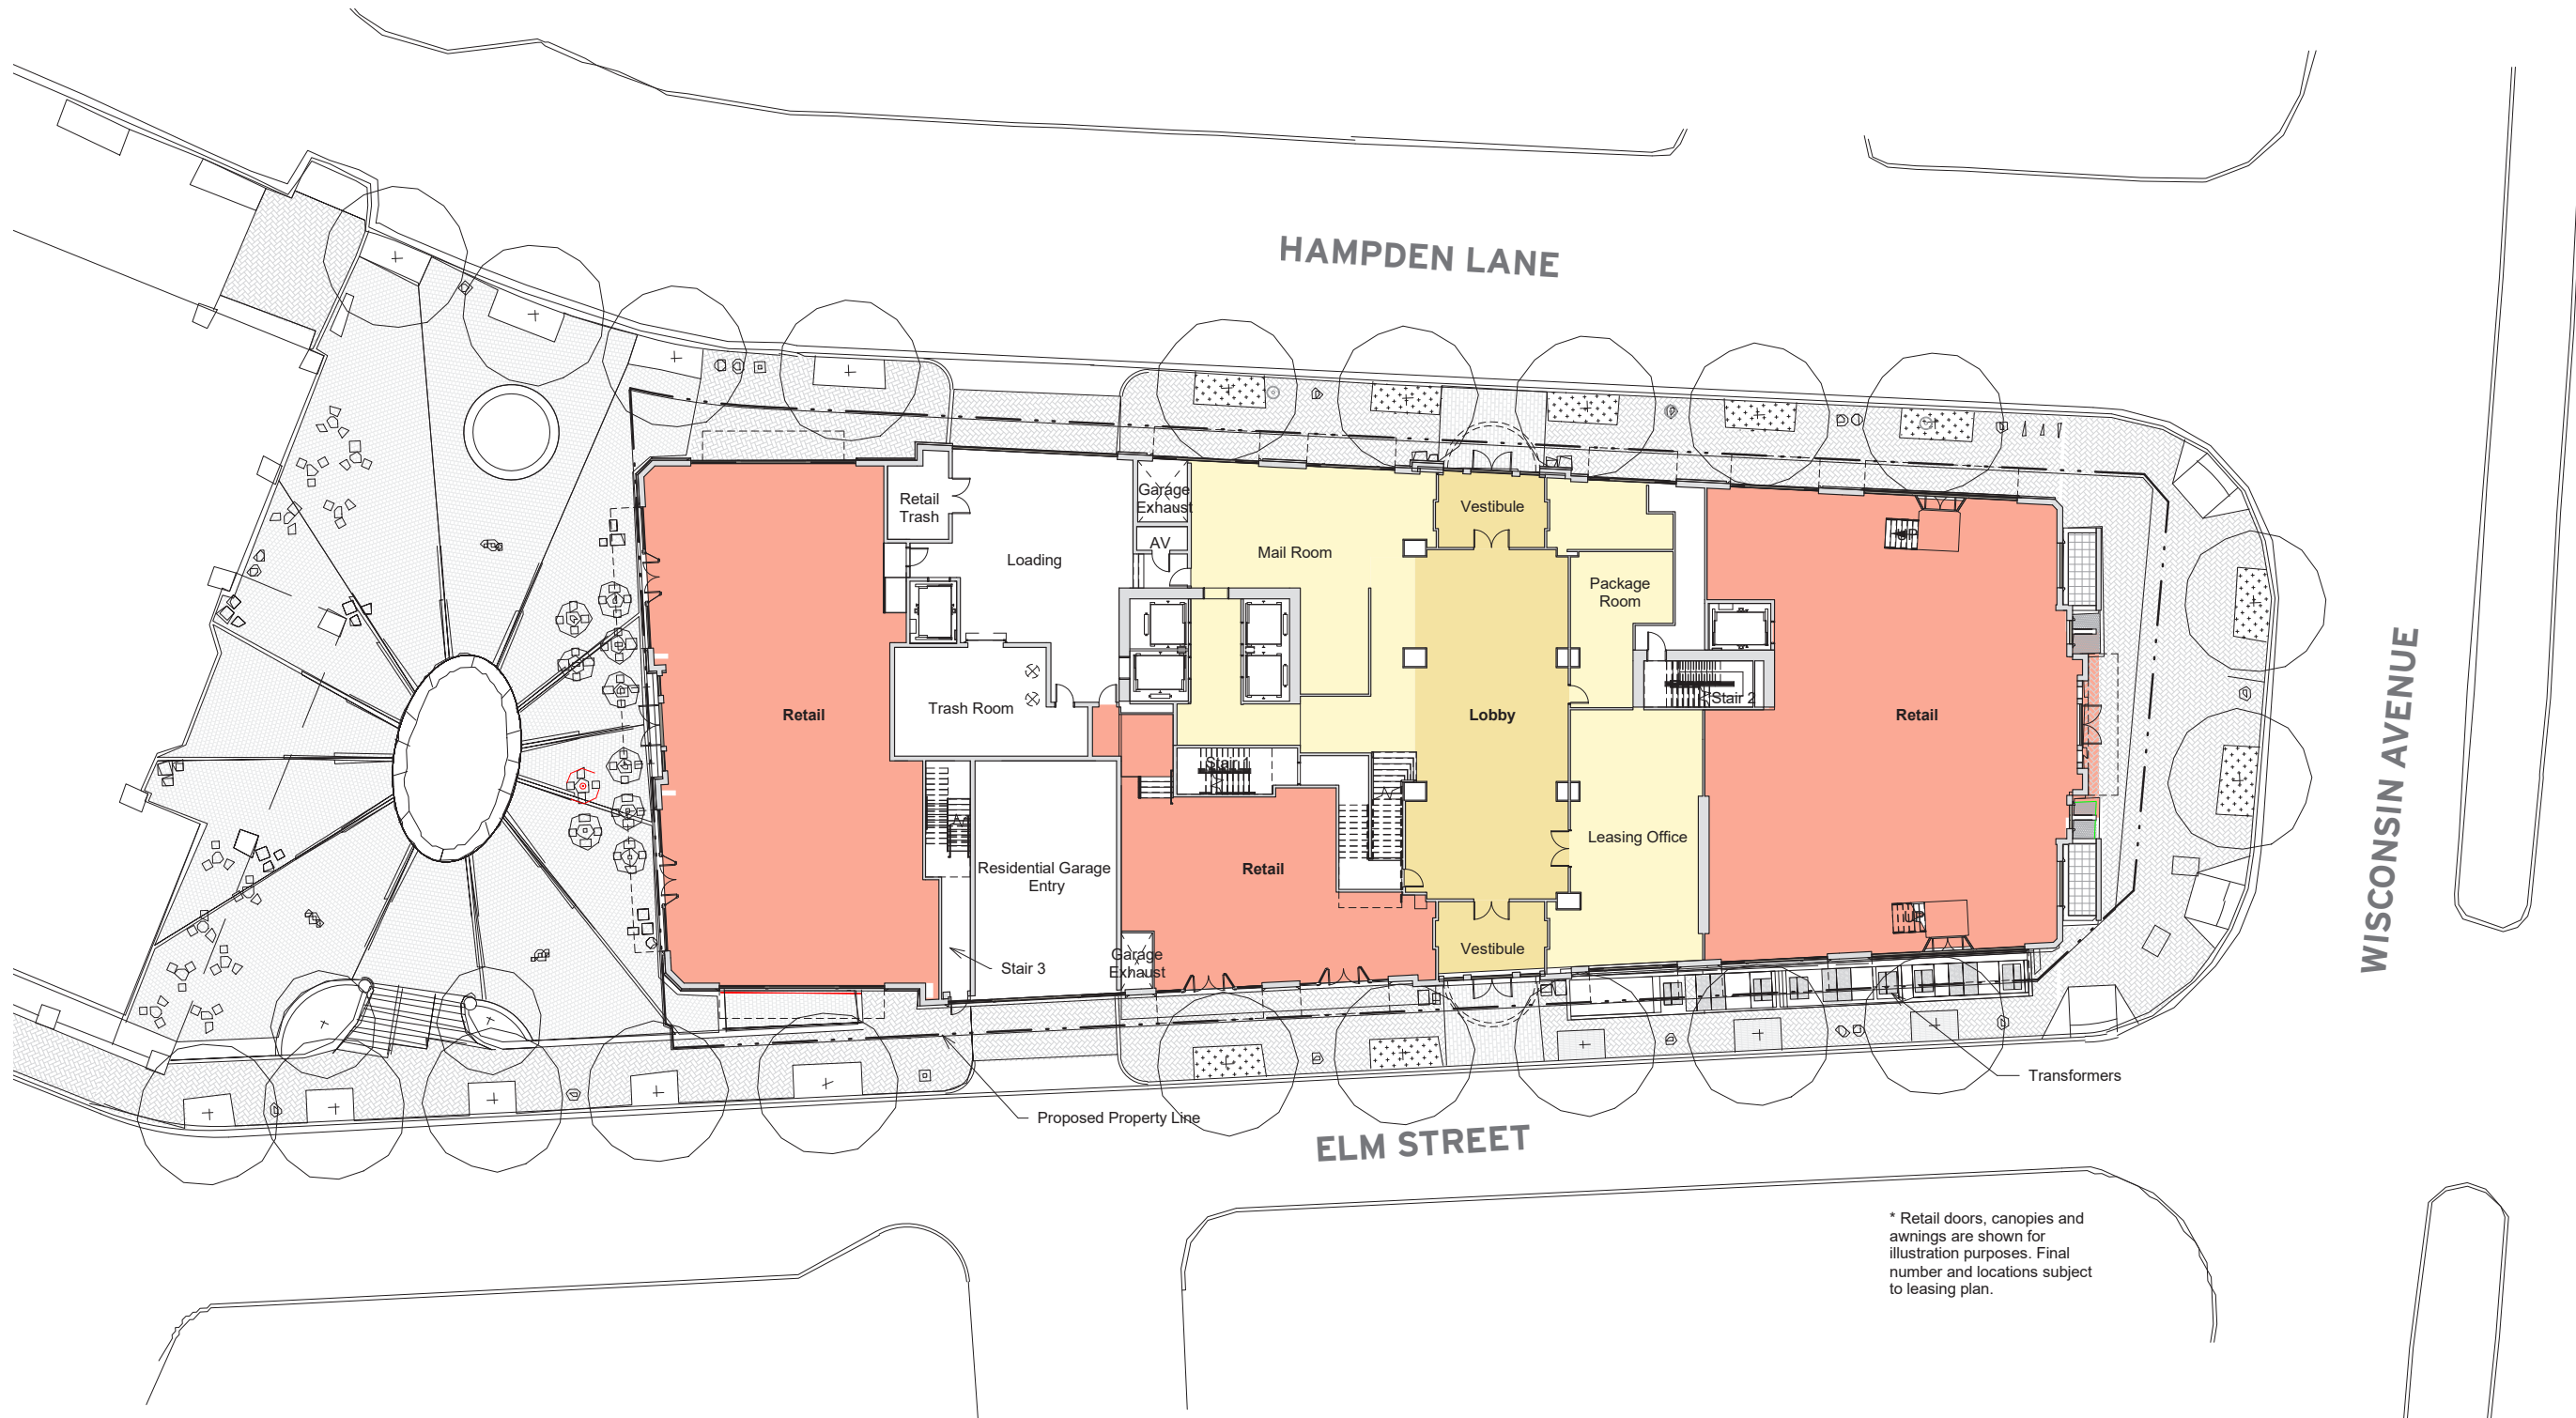 HAMPDEN LANE
Retail
Trash
Garage
Exhaust
Vestibule
AV
Mail Room
Loading
Package
Room
UP
Retail
Trash Room
Lobby
Stair 2
Retail
Stair 1
Leasing Office
Residential Garage
Entry
Retail
UP
Vestibule
Garage
Exhaust
Stair 3
WISCONSIN AVENUE
Transformers
Proposed Property Line
ELM STREET
* Retail doors, canopies and
awnings are shown for
illustration purposes. Final
number and locations subject
to leasing plan.